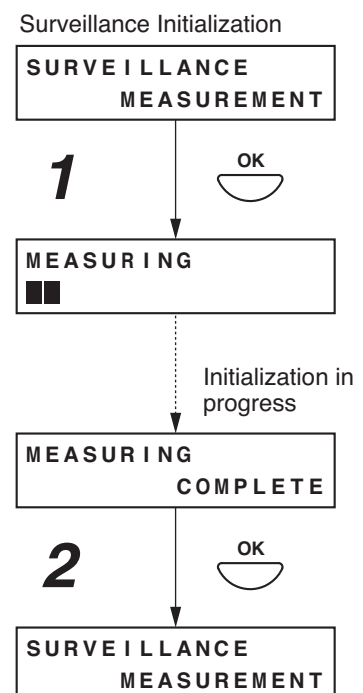 Surveillance Initialization
SURVEILLANCE
MEASUREMENT
1
OK
MEASURING
Initialization in
progress
MEASURING
COMPLETE
2
OK
SURVEILLANCE
MEASUREMENT